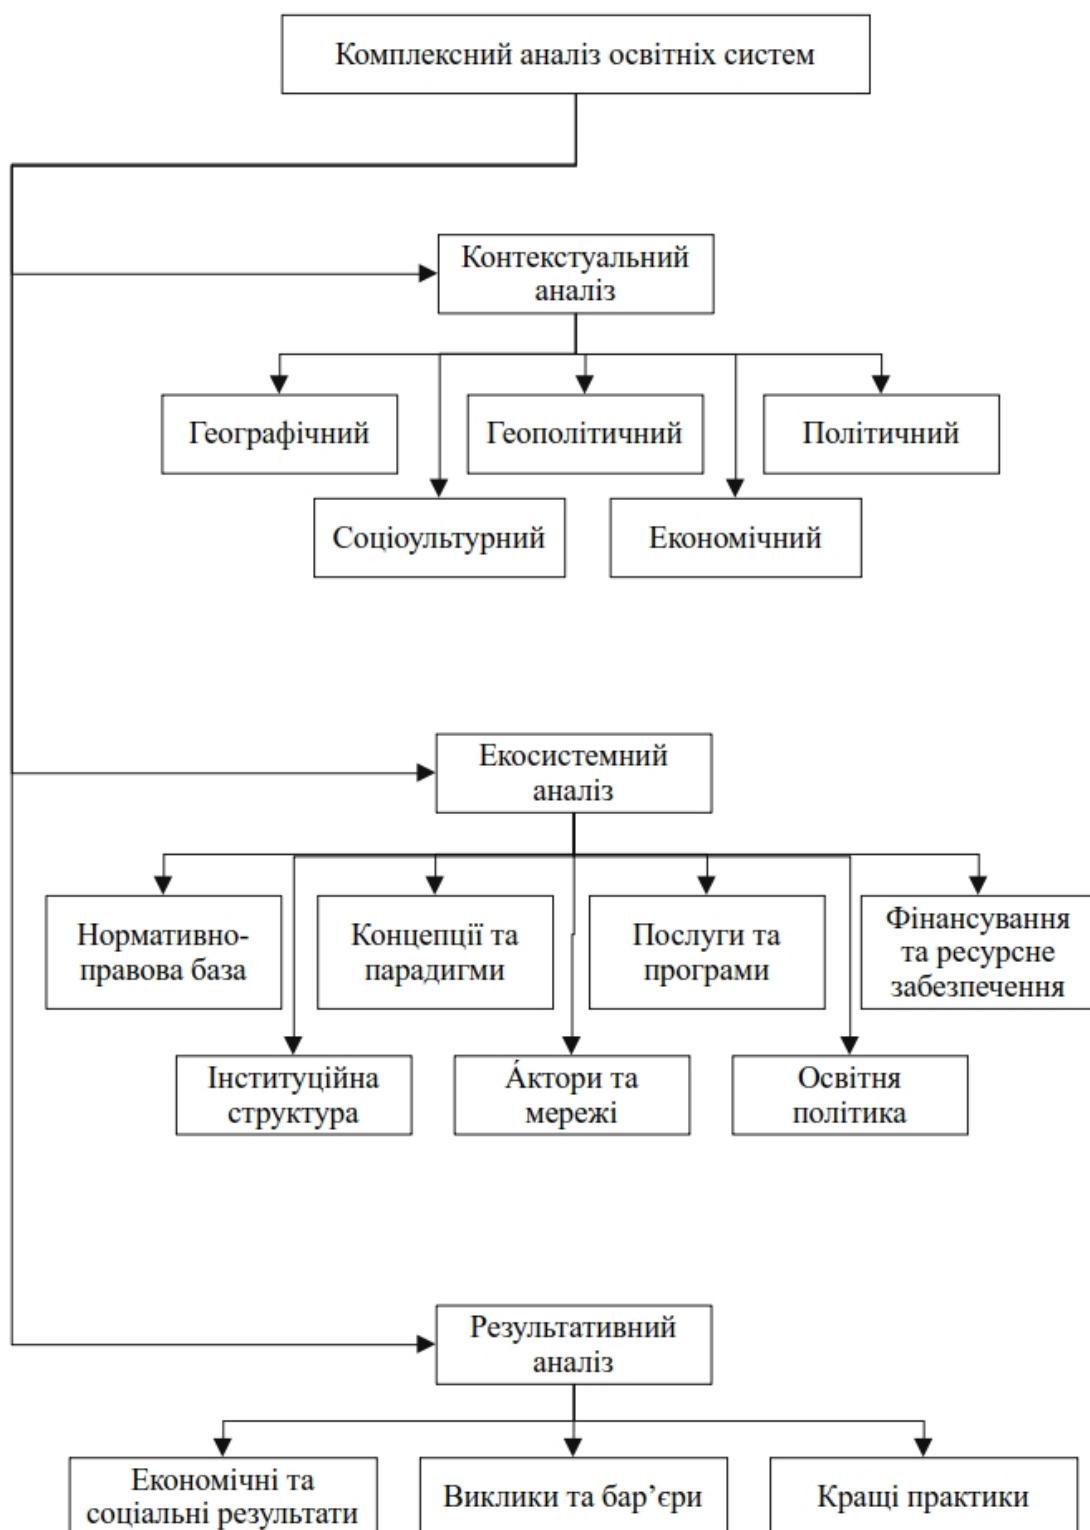 Комплексний аналіз освітніх систем
Контекстуальний
аналіз
Географічний
Геополітичний
Політичний
Соціоультурний
Економічний
Екосистемний
аналіз
Нормативно-
правова база
Концепції та
парадигми
Послуги та
програми
Фінансування
та ресурсне
забезпечення
Інституційна
структура
А́ктори та
мережі
Освітня
політика
Результативний
аналіз
Економічні та
соціальні результати
Виклики та бар’єри
Кращі практики